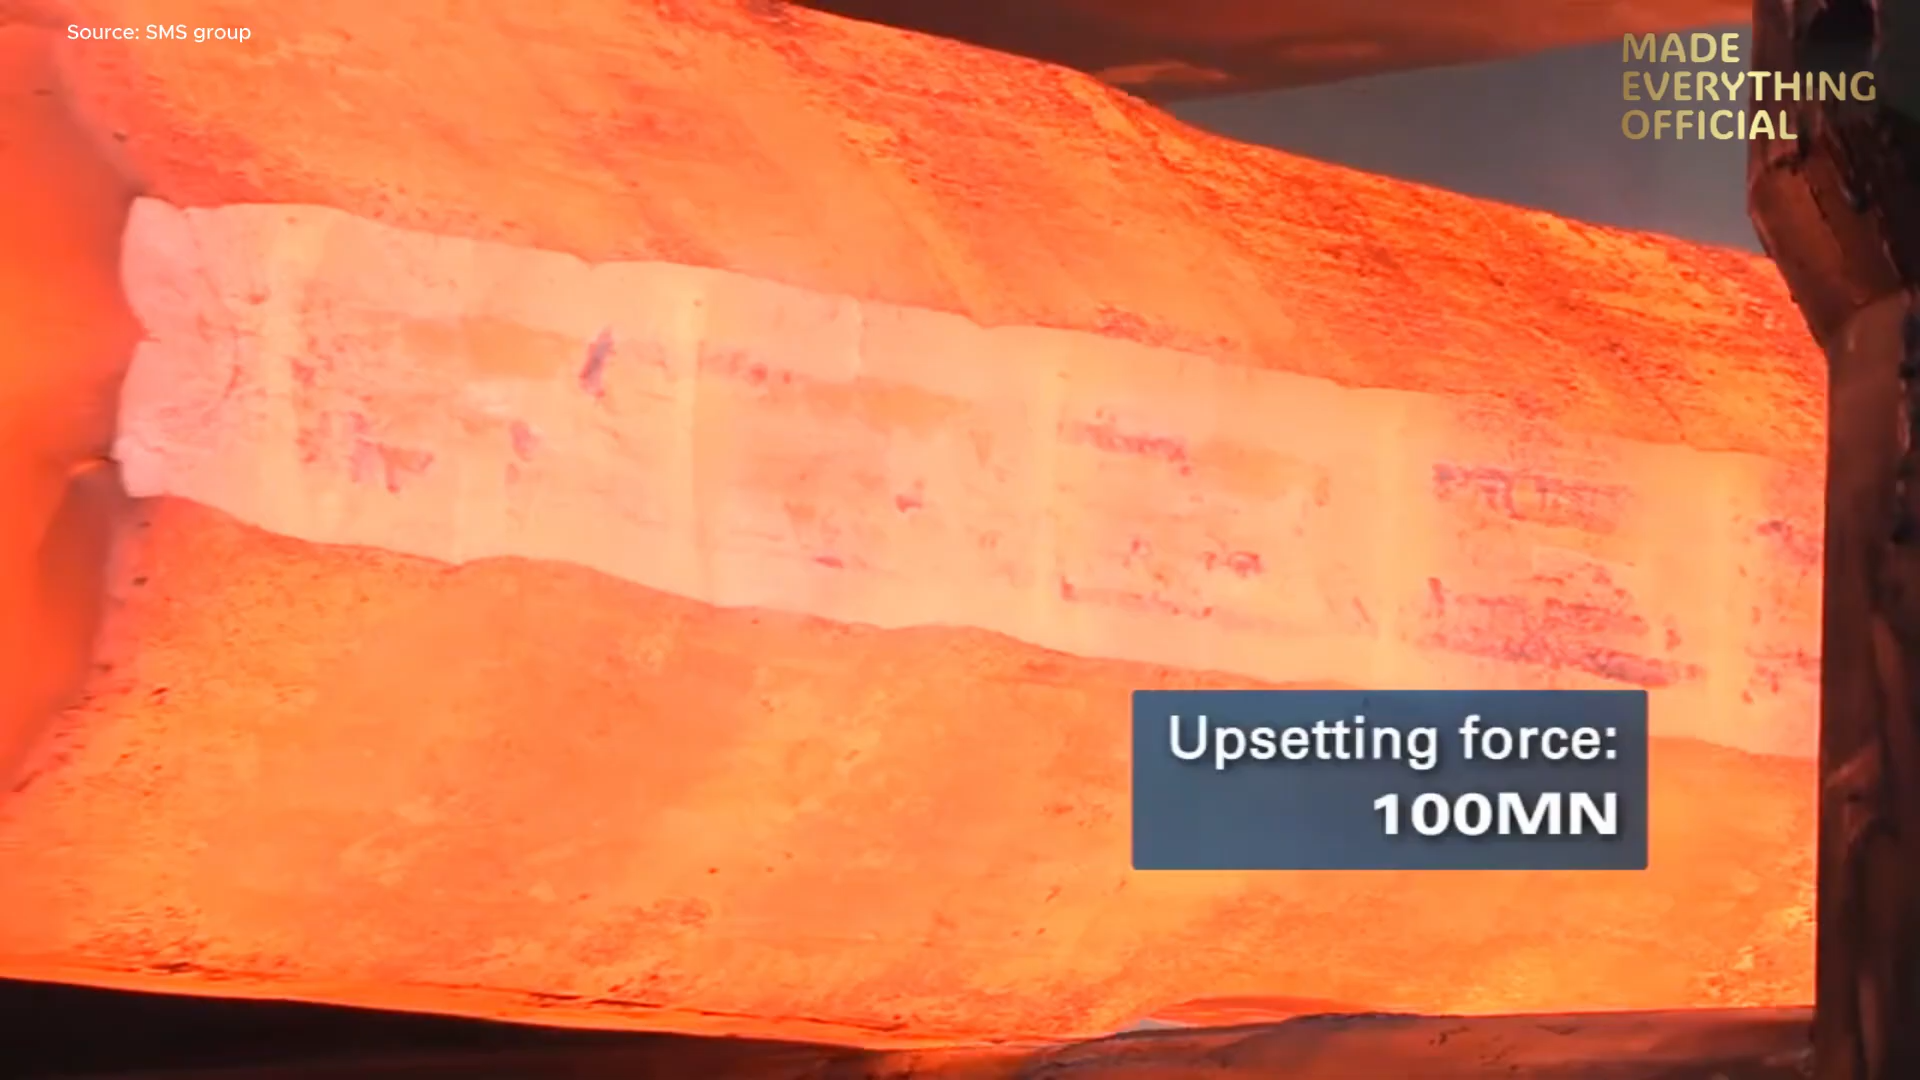 Source: SMS group
MADE
EVERYTHING
OFFICIAL
Upsetting force:
100MN